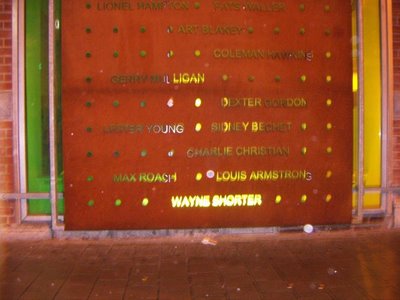 LIONEL HAMPTON FATS WALLER
ART BLAKEY
COLEMAN HAWKINS
GERRY MULLIGAN
DEXTER GORDON
LESTER YOUNG SIDNEY BECHET
CHARLIE CHRISTIAN
MAX ROACH LOUIS ARMSTRONG
WAYNE SHORTER